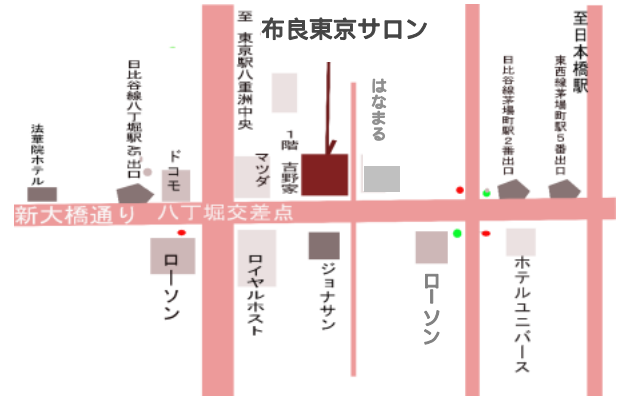 布良東京サロン
至 東京駅八重洲中央
至日本橋駅
日比谷線八丁堀駅A5出口
法華院ホテル
ドコモ
マツダ
1階 吉野家
はなまる
日比谷線茅場町駅2番出口
東西線茅場町駅5番出口
新大橋通り 八丁堀交差点
ローソン
ロイヤルホスト
ジョナサン
ローソン
ホテルユニバース